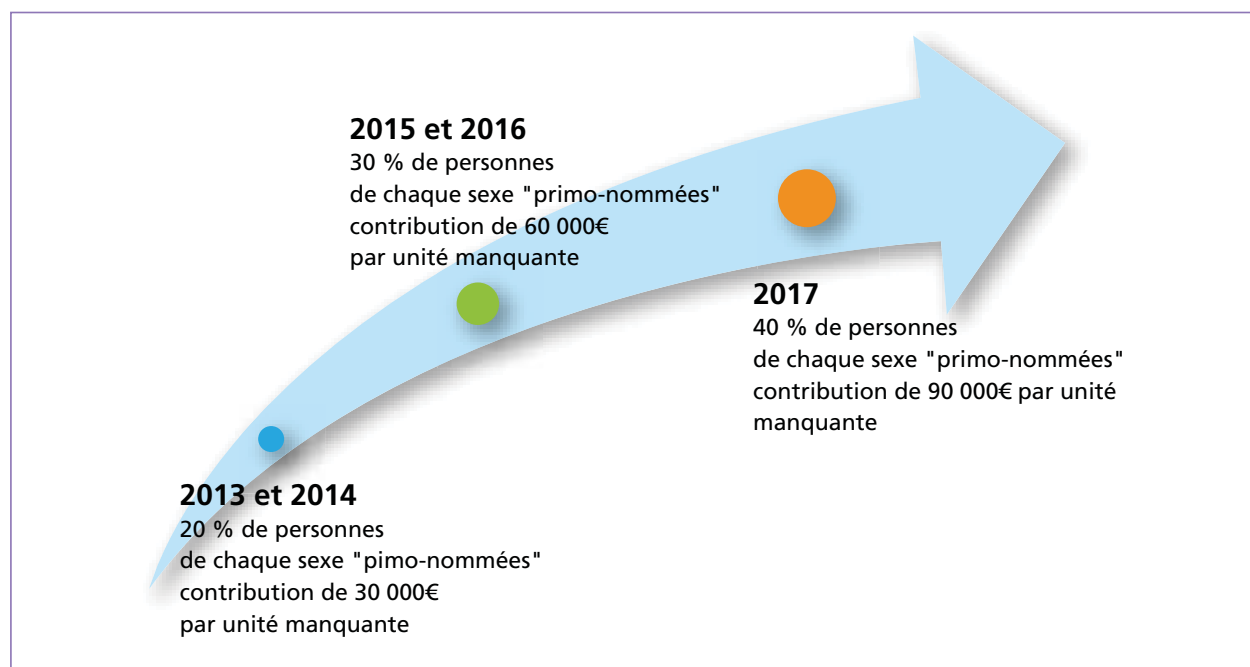 2015 et 2016
30 % de personnes
de chaque sexe "primo-nommées"
contribution de 60 000€
par unité manquante
2017
40 % de personnes
de chaque sexe "primo-nommées"
contribution de 90 000€ par unité
manquante
2013 et 2014
20 % de personnes
de chaque sexe "pimo-nommées"
contribution de 30 000€
par unité manquante